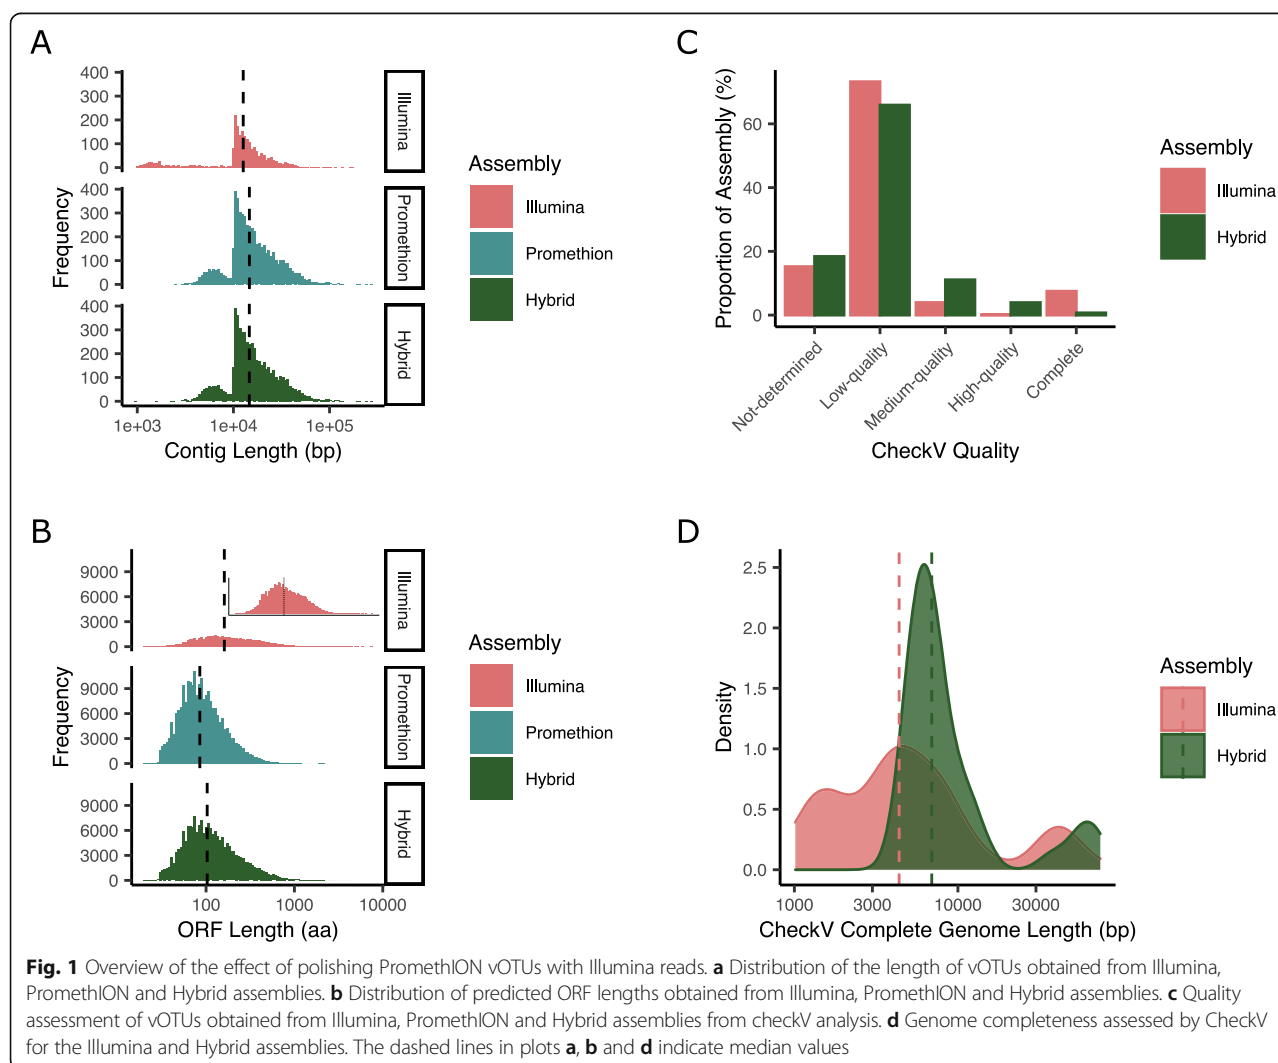 A
400
300
200
100
0
Illumina
400
300
200
100
0
Promethion
400
300
200
100
0
Hybrid
Frequency
1e+03 1e+04 1e+05
Contig Length (bp)
Assembly
Illumina
Promethion
Hybrid
C
Proportion of Assembly (%)
60
40
20
0
Not-determined
Low-quality
Medium-quality
High-quality
Complete
CheckV Quality
Assembly
Illumina
Hybrid
B
9000
6000
3000
0
Illumina
9000
6000
3000
0
Promethion
9000
6000
3000
0
Hybrid
Frequency
100 1000 10000
ORF Length (aa)
Assembly
Illumina
Promethion
Hybrid
D
Density
2.5
2.0
1.5
1.0
0.5
0.0
1000 3000 10000 30000
CheckV Complete Genome Length (bp)
Assembly
Illumina
Hybrid
Fig. 1 Overview of the effect of polishing PromethION vOTUs with Illumina reads. a Distribution of the length of vOTUs obtained from Illumina,
PromethION and Hybrid assemblies. b Distribution of predicted ORF lengths obtained from Illumina, PromethION and Hybrid assemblies. c Quality
assessment of vOTUs obtained from Illumina, PromethION and Hybrid assemblies from checkV analysis. d Genome completeness assessed by CheckV
for the Illumina and Hybrid assemblies. The dashed lines in plots a, b and d indicate median values